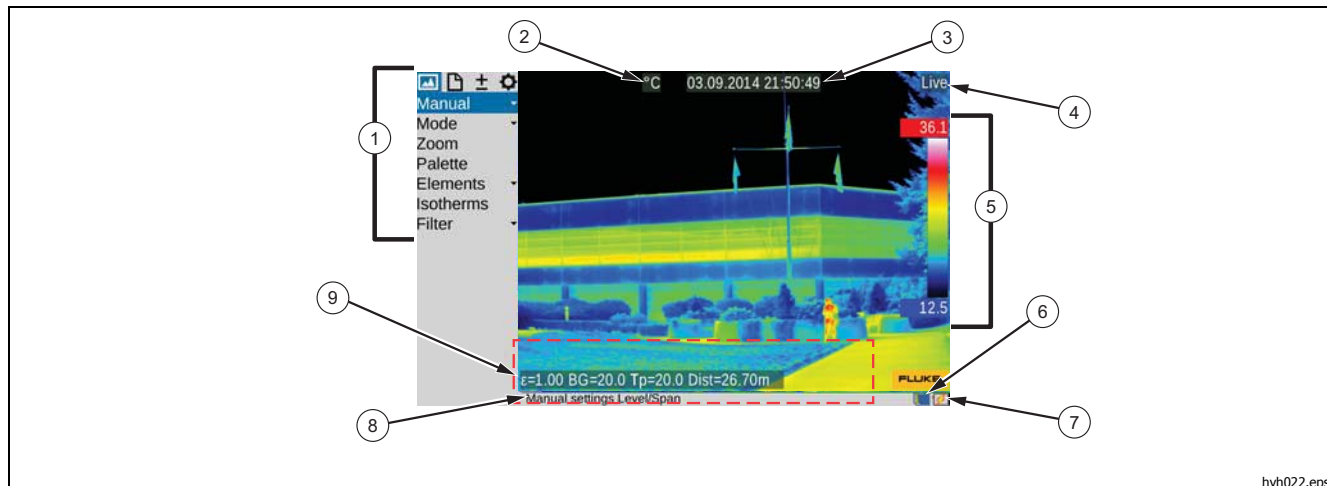 2
3
°C
03.09.2014 21:50:49
Live
4
Manual
Mode
Zoom
Palette
Elements
Isotherms
Filter
1
36.1
5
12.5
6
9
ε=1.00 BG=20.0 Tp=20.0 Dist=26.70m
FLUKE
8
Manual settings Level/Span
7
hyh022.eps